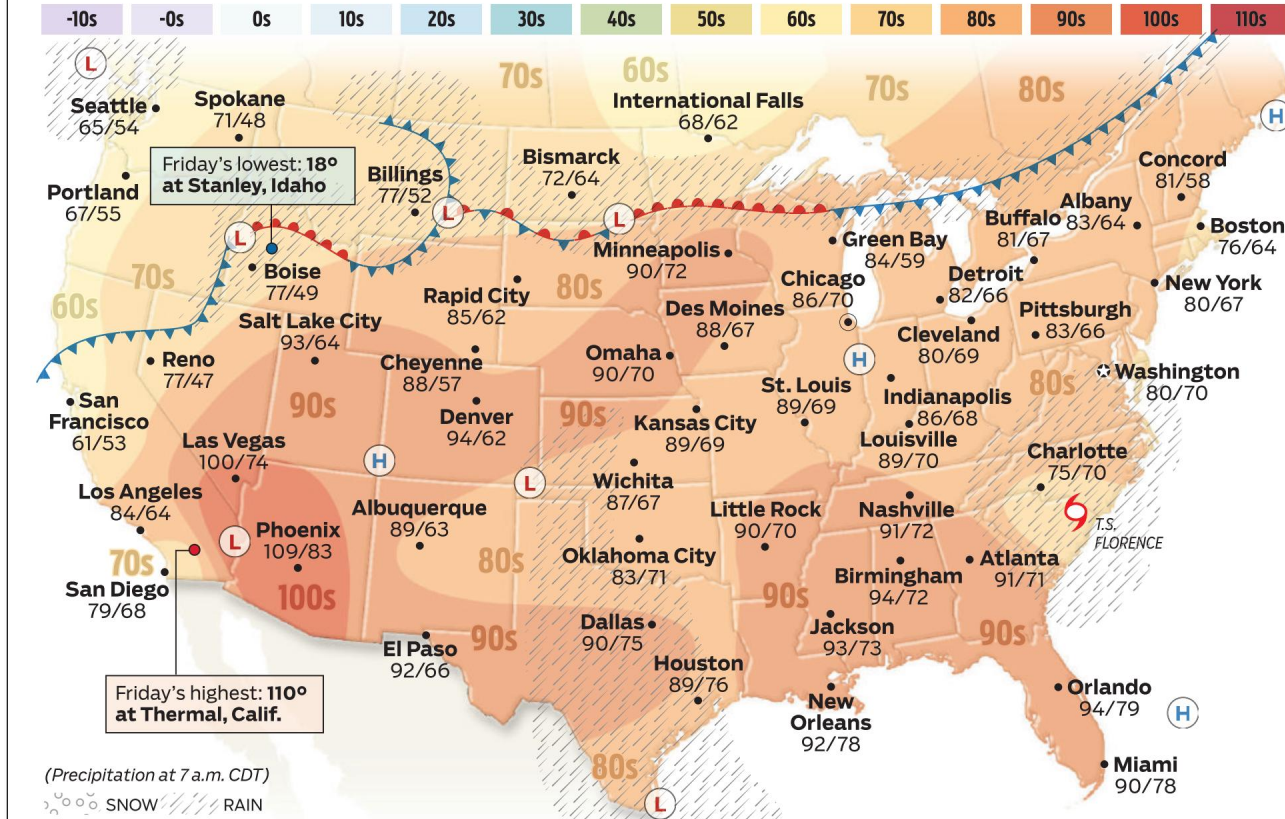 -10s -0s 0s 10s 20s 30s 40s 50s 60s 70s 80s 90s 100s 110s
L
70s
60s
70s
80s
Seattle
65/54
Spokane
71/48
International Falls
68/62
H
Friday's lowest: 18°
at Stanley, Idaho
Portland
67/55
Billings
77/52
Bismarck
72/64
Concord
81/58
L
L
L
Albany
83/64
Buffalo
81/67
Boston
76/64
Boise
77/49
70s
60s
Minneapolis
90/72
Green Bay
84/59
Chicago
86/70
Detroit
82/66
New York
80/67
Rapid City
85/62
80s
Des Moines
88/67
Pittsburgh
83/66
Salt Lake City
93/64
Cleveland
80/69
Reno
77/47
Cheyenne
88/57
Omaha
90/70
H
Washington
80/70
80s
San
Francisco
61/53
90s
Denver
94/62
90s
St. Louis
89/69
Indianapolis
86/68
Kansas City
89/69
Las Vegas
100/74
H
L
Louisville
89/70
Charlotte
75/70
Wichita
87/67
Los Angeles
84/64
Albuquerque
89/63
Little Rock
90/70
Nashville
91/72
T.S.
FLORENCE
L
Phoenix
109/83
70s
80s
Oklahoma City
83/71
Birmingham
94/72
Atlanta
91/71
San Diego
79/68
100s
90s
Dallas
90/75
90s
Jackson
93/73
90s
El Paso
92/66
Houston
89/76
Friday's highest: 110°
at Thermal, Calif.
New
Orleans
92/78
Orlando
94/79
H
80s
Miami
90/78
(Precipitation at 7 a.m. CDT)
SNOW RAIN
L